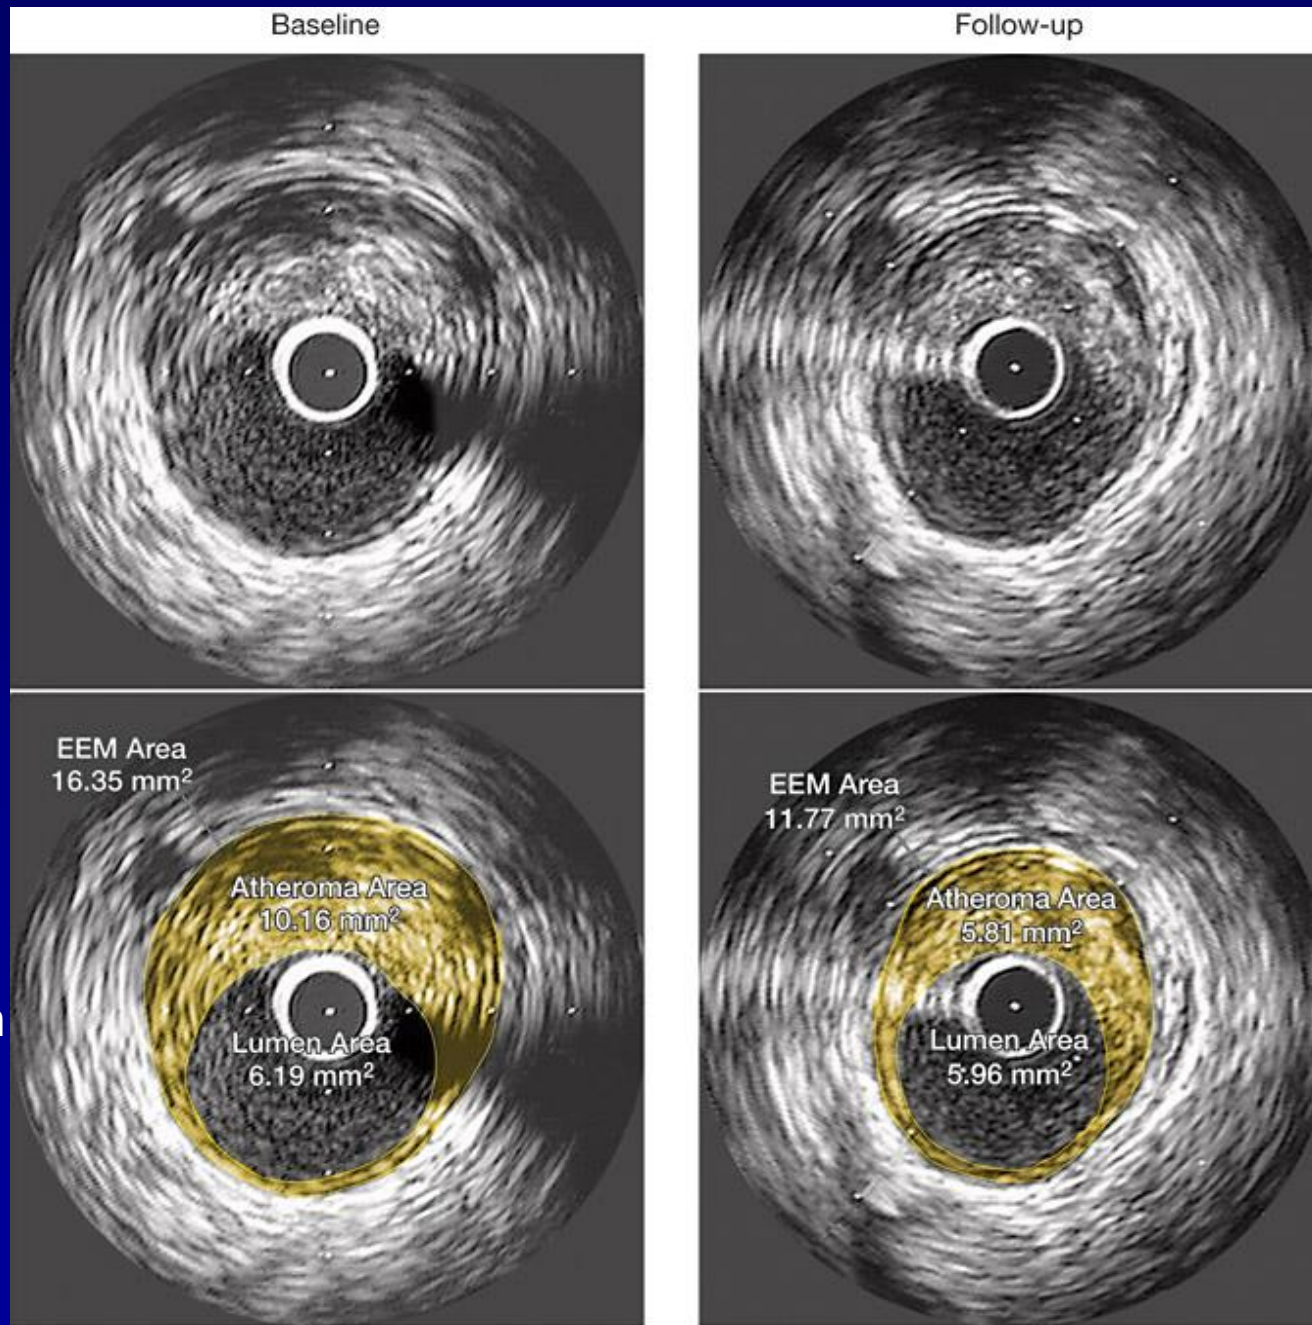 Baseline
Follow-up
EEM Area
16.35 mm²
Atheroma Area
10.16 mm²
Lumen Area
6.19 mm²
EEM Area
11.77 mm²
Atheroma Area
5.81 mm²
Lumen Area
5.96 mm²